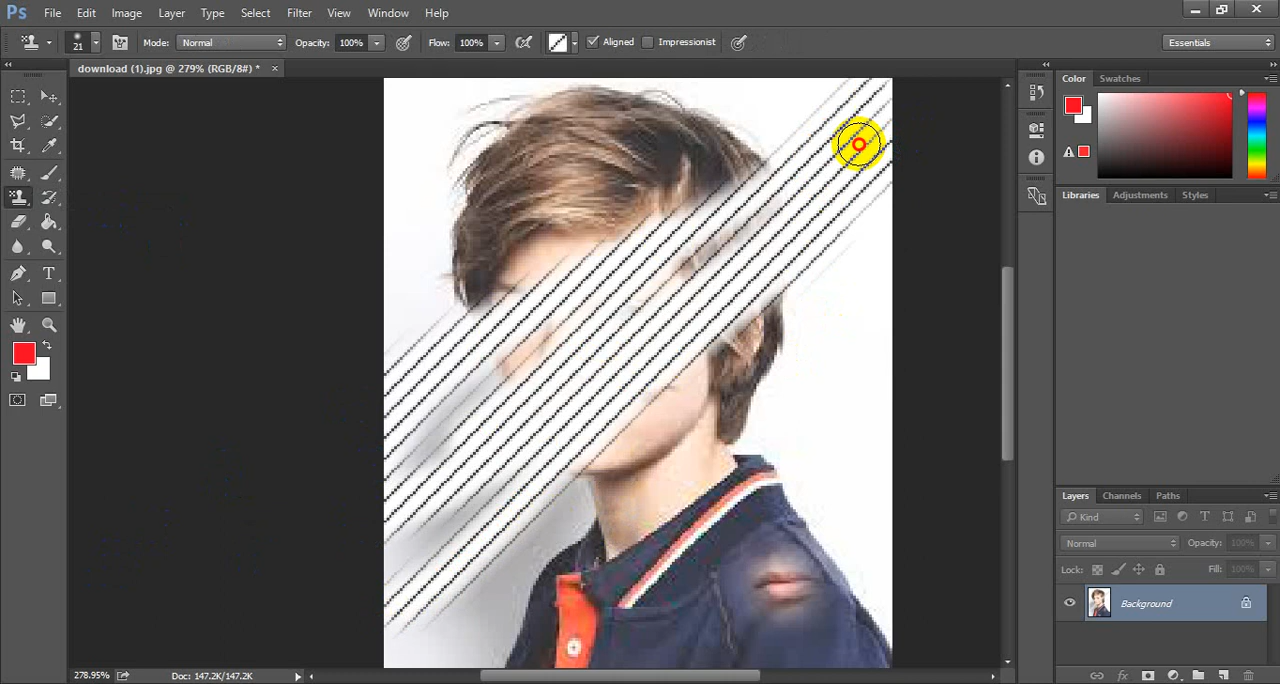 Ps File Edit Image Layer Type Select Filter View Window Help
21 Mode: Normal Opacity: 100% Flow: 100% Aligned Impressionist Essentials
download (1).jpg @ 279% (RGB/8#) * ×
Color Swatches
Libraries Adjustments Styles
Layers Channels Paths
Kind
Normal Opacity: 100%
Lock: Fill: 100%
Background
278.95% Doc: 147.2K/147.2K